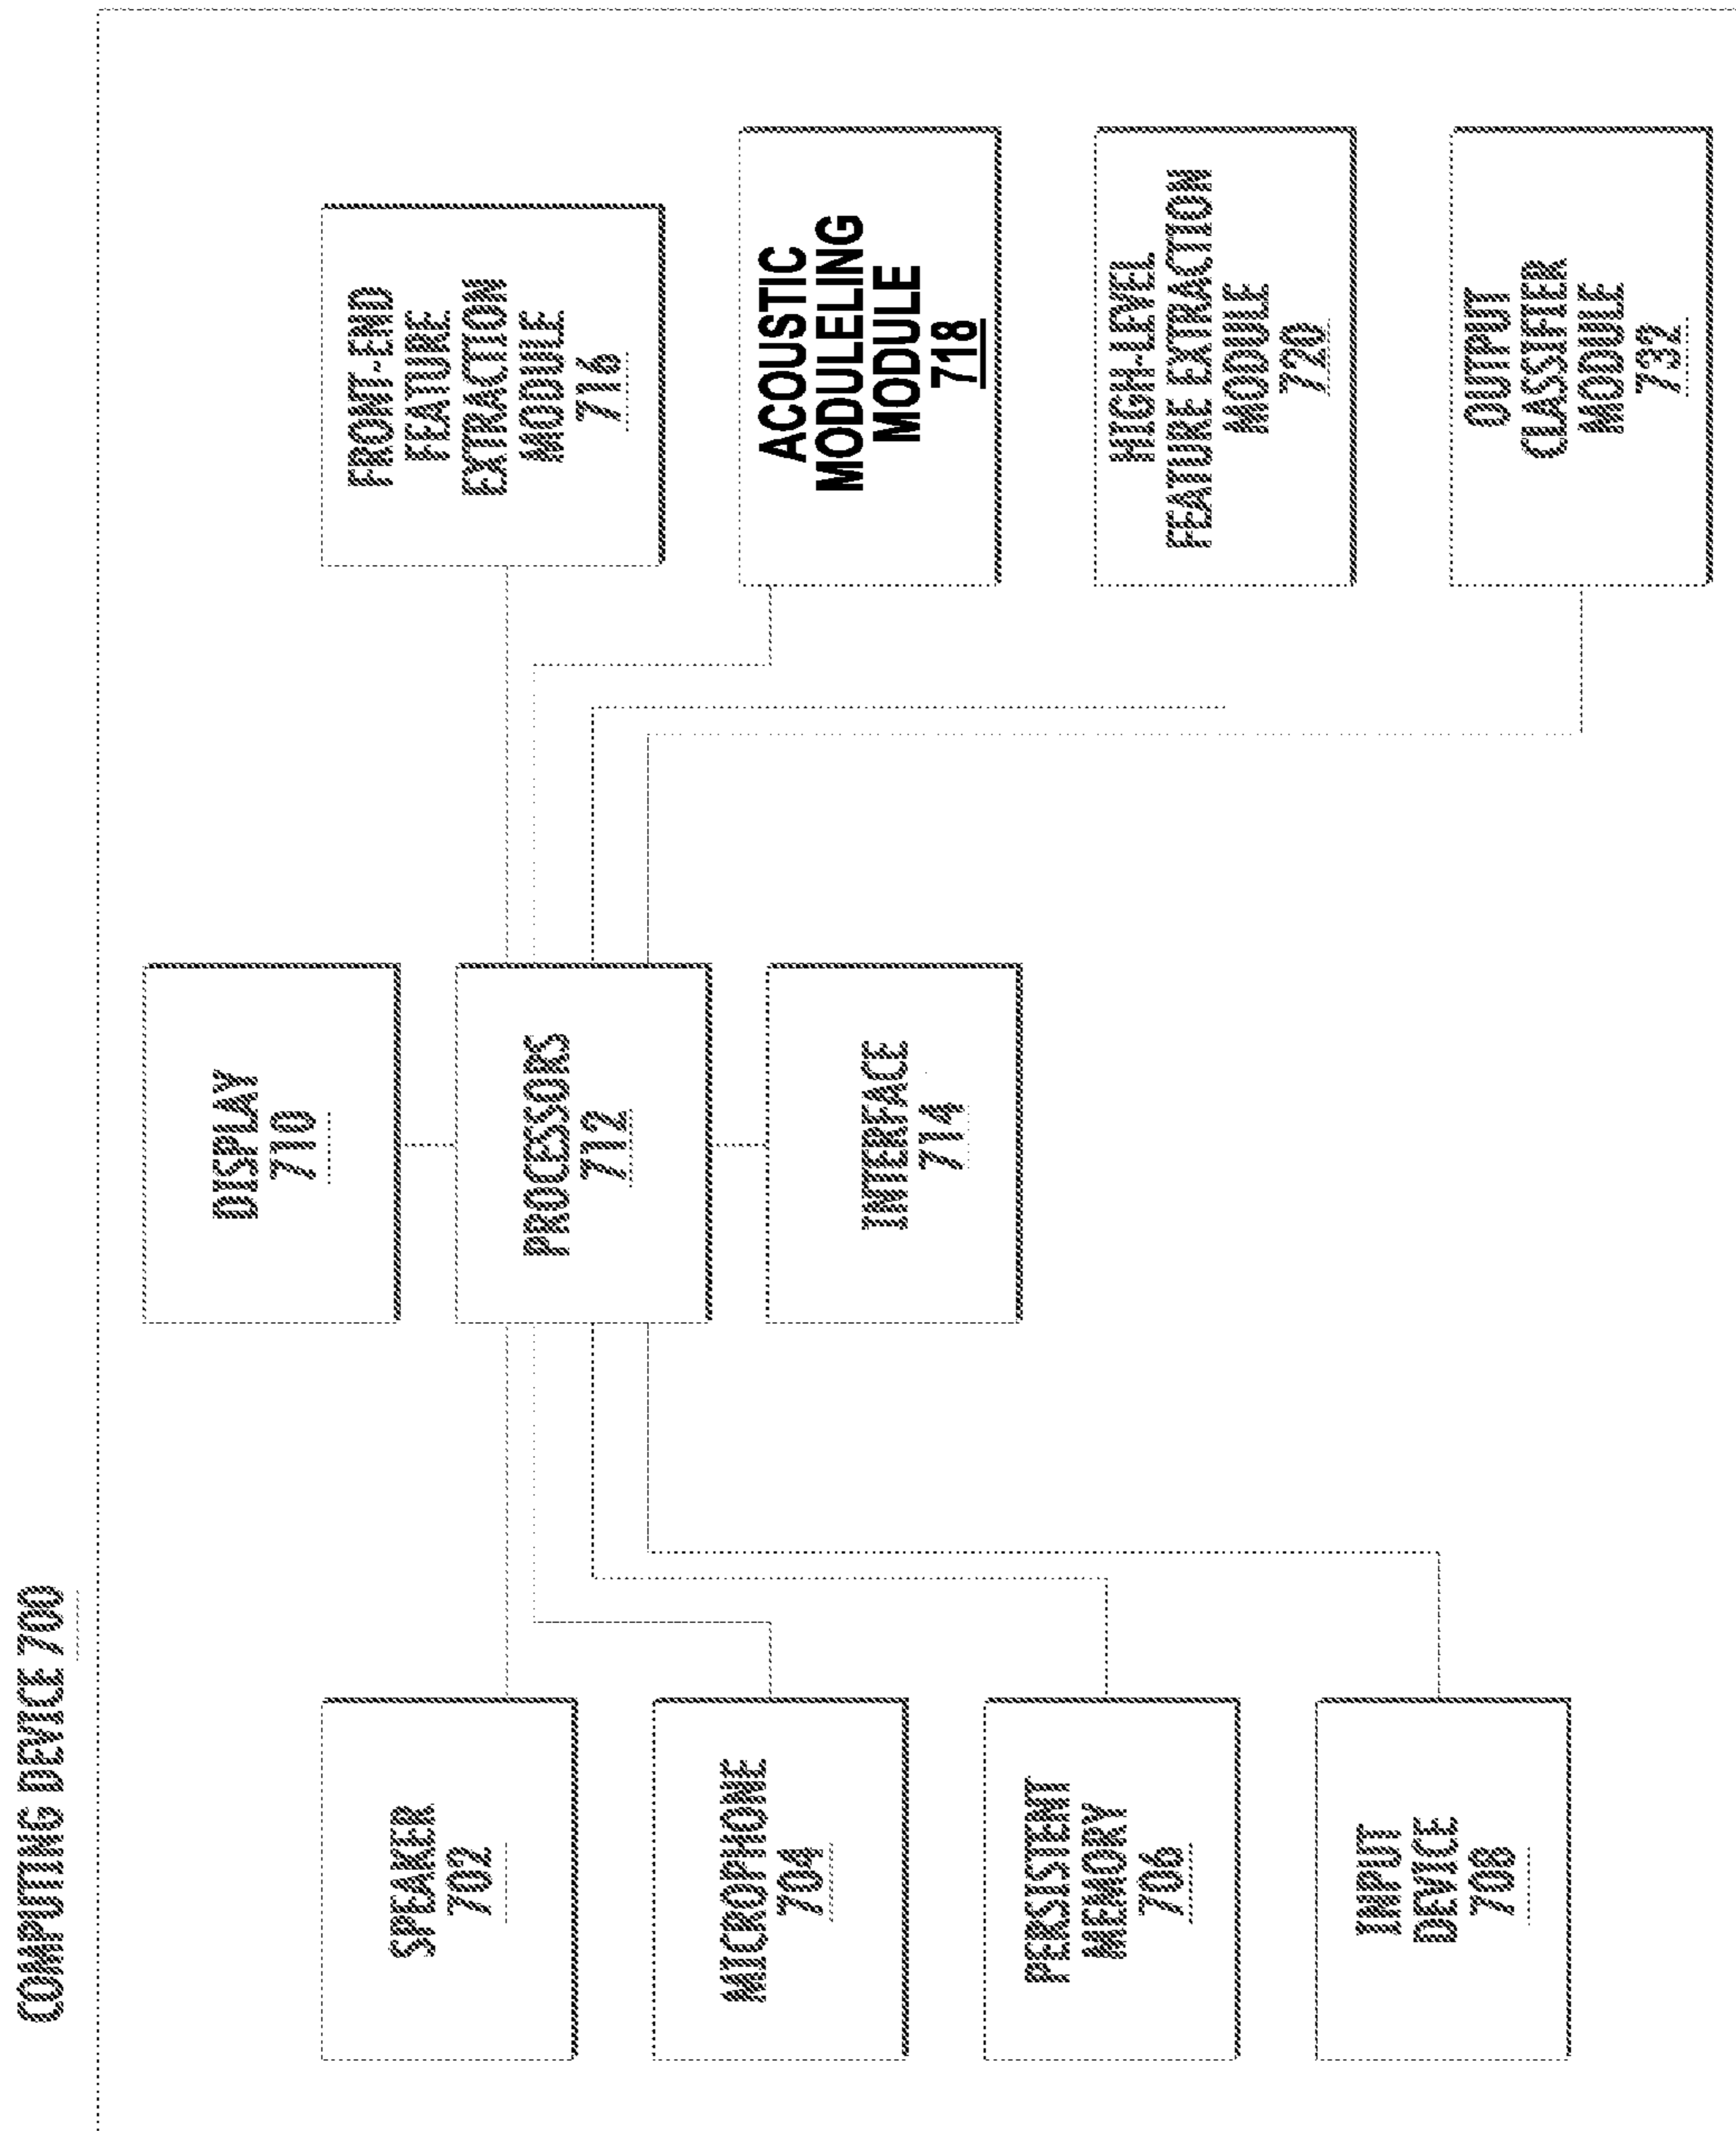 COMPUTING DEVICE 700
SPEAKER
702
MICROPHONE
704
PERSISTENT
MEMORY
706
INPUT
DEVICE
708
DISPLAY
710
PROCESSORS
712
INTERFACE
714
FRONT-END
FEATURE
EXTRACTION
MODULE
716
ACOUSTIC
MODULELING
MODULE
718
HIGH-LEVEL
FEATURE EXTRACTION
MODULE
720
OUTPUT
CLASSIFIER
MODULE
732